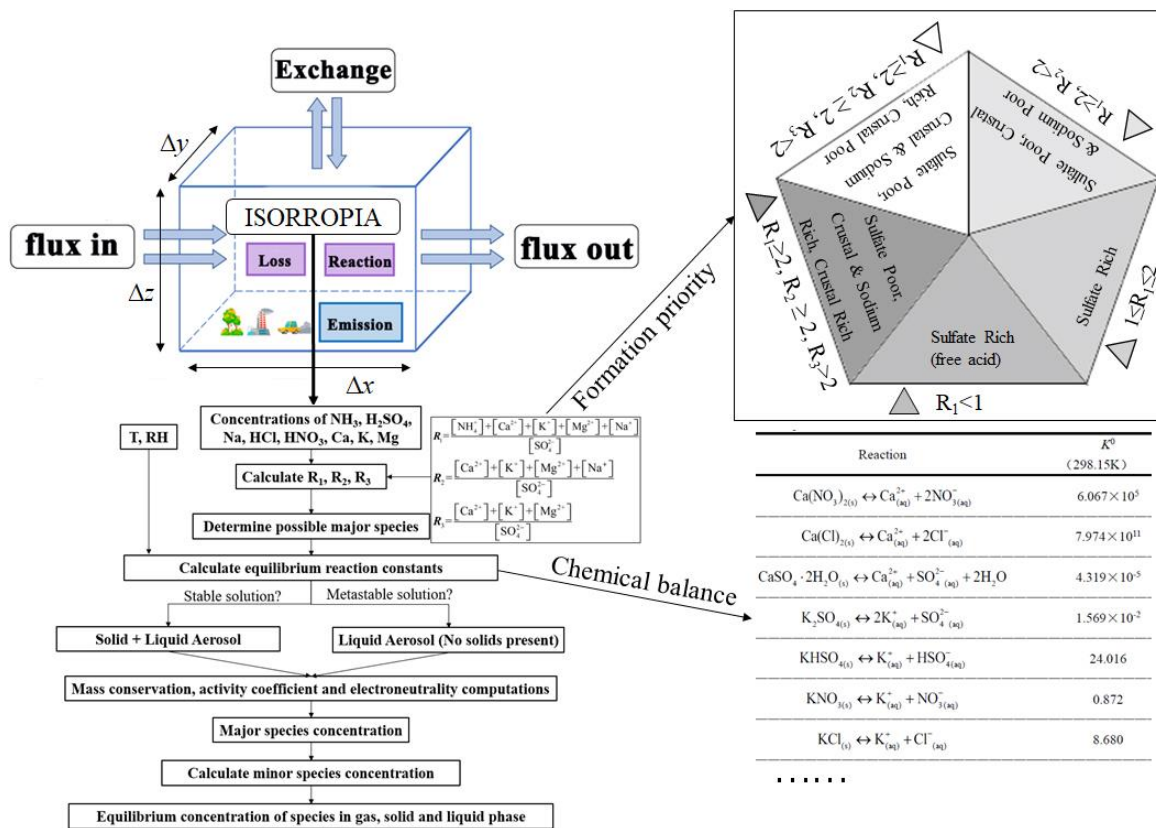 Exchange
Δy
ISORROPIA
flux in
Loss
Reaction
flux out
Δz
Emission
Δx
Concentrations of NH₃, H₂SO₄,
Na, HCl, HNO₃, Ca, K, Mg
T, RH
Calculate R₁, R₂, R₃
Determine possible major species
Calculate equilibrium reaction constants
Stable solution?
Metastable solution?
Solid + Liquid Aerosol
Liquid Aerosol (No solids present)
Mass conservation, activity coefficient and electroneutrality computations
Major species concentration
Calculate minor species concentration
Equilibrium concentration of species in gas, solid and liquid phase
R₁=([NH₄⁺]+[Ca²⁺]+[K⁺]+[Mg²⁺]+[Na⁺])/[SO₄²⁻]
R₂=([Ca²⁺]+[K⁺]+[Mg²⁺]+[Na⁺])/[SO₄²⁻]
R₃=([Ca²⁺]+[K⁺]+[Mg²⁺])/[SO₄²⁻]
Formation priority
Chemical balance
R₁≥2, R₂≥2, R₃<2
Sulfate Poor,
Crustal & Sodium
Rich, Crustal Poor
R₁≥2, R₂<2
Sulfate Poor, Crustal
& Sodium Poor
R₁≥2, R₂≥2, R₃>2
Sulfate Poor,
Crustal & Sodium
Rich, Crustal Rich
Sulfate Rich
1≤R₁≤2
Sulfate Rich
(free acid)
R₁<1
Reaction
K⁰
(298.15K)
Ca(NO₃)₂(s) ↔ Ca²⁺(aq) + 2NO₃⁻(aq) 6.067×10⁵
Ca(Cl)₂(s) ↔ Ca²⁺(aq) + 2Cl⁻(aq) 7.974×10¹¹
CaSO₄·2H₂O(s) ↔ Ca²⁺(aq) + SO₄²⁻(aq) + 2H₂O 4.319×10⁻⁵
K₂SO₄(s) ↔ 2K⁺(aq) + SO₄²⁻(aq) 1.569×10⁻²
KHSO₄(s) ↔ K⁺(aq) + HSO₄⁻(aq) 24.016
KNO₃(s) ↔ K⁺(aq) + NO₃⁻(aq) 0.872
KCl(s) ↔ K⁺(aq) + Cl⁻(aq) 8.680
......